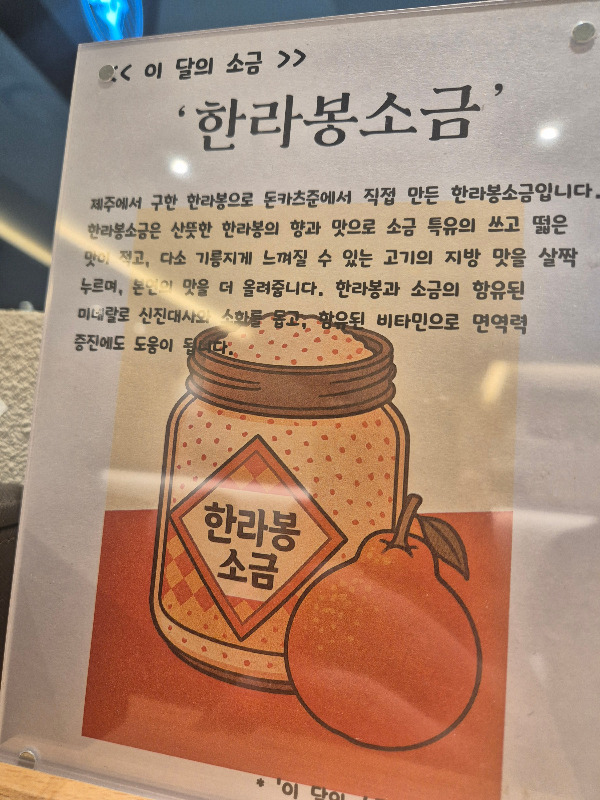 << 이 달의 소금 >>
'한라봉소금'
제주에서 구한 한라봉으로 돈카츠준에서 직접 만든 한라봉소금입니다.
한라봉소금은 산뜻한 한라봉의 향과 맛으로 소금 특유의 쓰고 떫은
맛이 적고, 다소 기름지게 느껴질 수 있는 고기의 지방 맛을 살짝
누르며, 본연의 맛을 더 올려줍니다. 한라봉과 소금의 함유된
미네랄로 신진대사와 소화를 돕고, 함유된 비타민으로 면역력
증진에도 도움이 됩니다.
한라봉
소금
* '이 달의